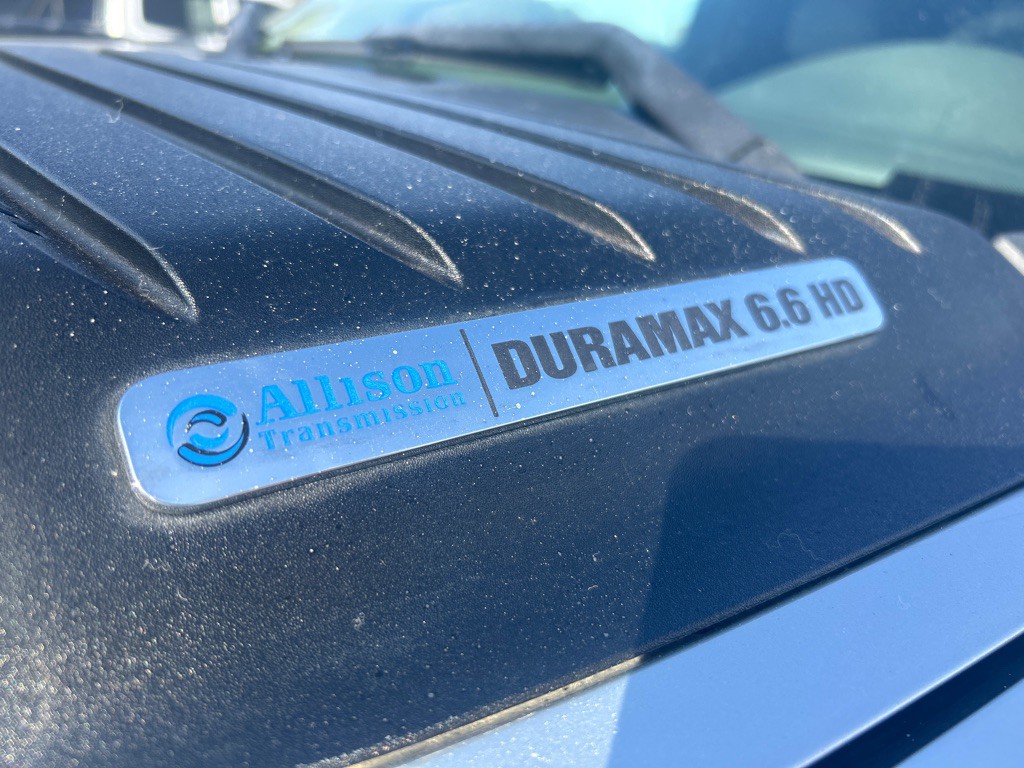 Allison
Transmission
DURAMAX 6.6 HD